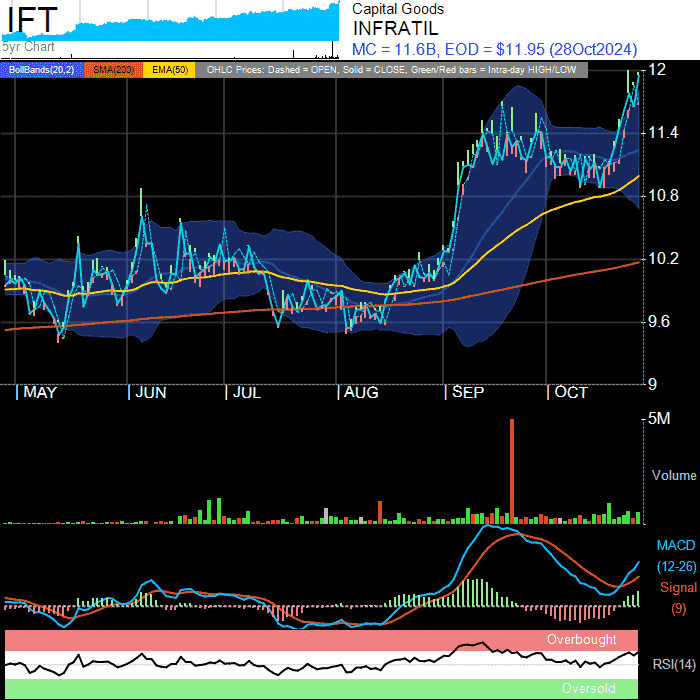 IFT
5yr Chart
Capital Goods
INFRATIL
MC = 11.6B, EOD = $11.95 (28Oct2024)
BollBands(20,2) SMA(200) EMA(50) OHLC Prices: Dashed = OPEN, Solid = CLOSE, Green/Red bars = Intra-day HIGH/LOW
12
11.4
10.8
10.2
9.6
9
MAY JUN JUL AUG SEP OCT
5M
Volume
MACD
(12-26)
Signal
(9)
Overbought
RSI(14)
Oversold